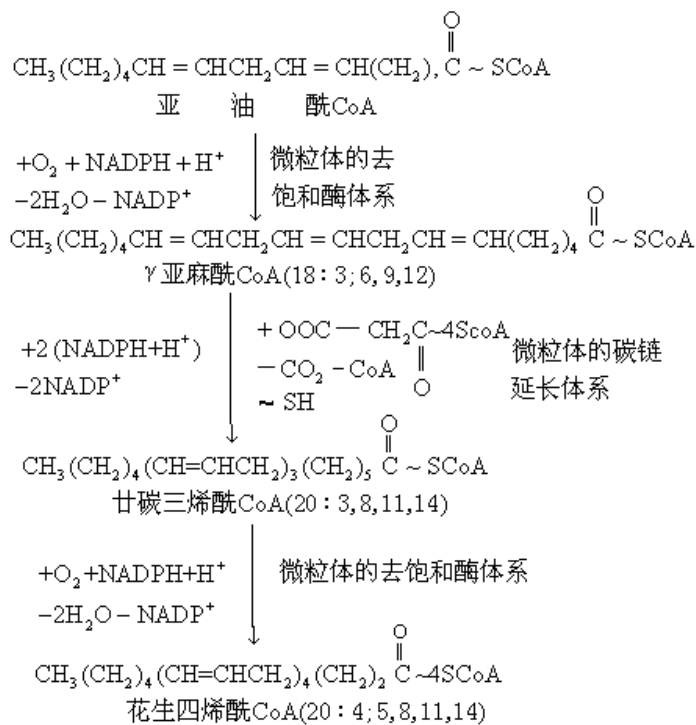 O
CH₃(CH₂)₄CH=CHCH₂CH=CH(CH₂),C~SCoA
亚 油 酰CoA
+O₂+NADPH+H⁺ 微粒体的去
-2H₂O-NADP⁺ 饱和酶体系
O
CH₃(CH₂)₄CH=CHCH₂CH=CHCH₂CH=CH(CH₂)₄C~SCoA
γ亚麻酰CoA(18:3;6,9,12)
+OOC—CH₂C~4ScoA
+2(NADPH+H⁺) 微粒体的碳链
-2NADP⁺ —CO₂-CoA O 延长体系
~SH
O
CH₃(CH₂)₄(CH=CHCH₂)₃(CH₂)₅C~SCoA
廿碳三烯酰CoA(20:3,8,11,14)
+O₂+NADPH+H⁺ 微粒体的去饱和酶体系
-2H₂O-NADP⁺
O
CH₃(CH₂)₄(CH=CHCH₂)₄(CH₂)₂C~4SCoA
花生四烯酰CoA(20:4;5,8,11,14)